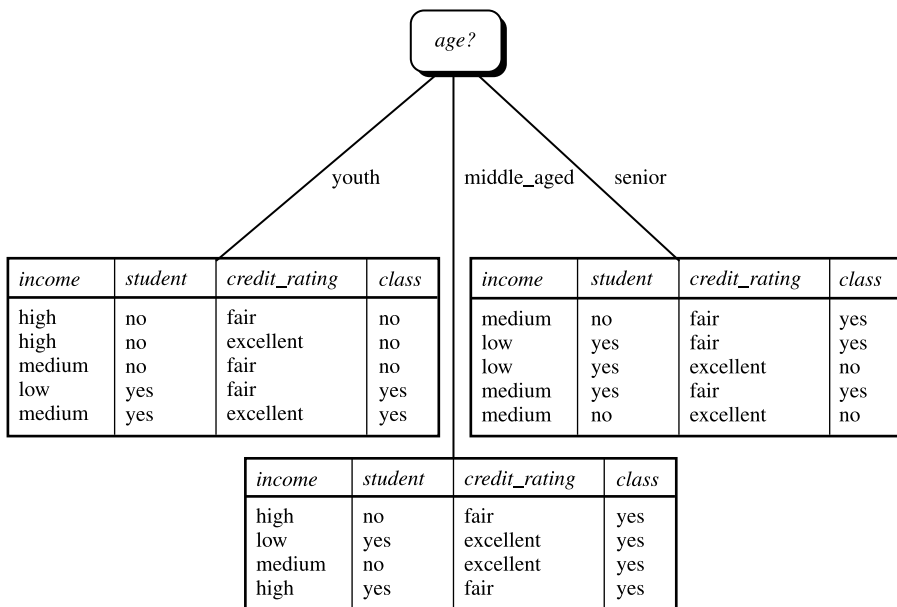 age?
youth
middle_aged
senior
income student credit_rating class
high no fair no
high no excellent no
medium no fair no
low yes fair yes
medium yes excellent yes
income student credit_rating class
medium no fair yes
low yes fair yes
low yes excellent no
medium yes fair yes
medium no excellent no
income student credit_rating class
high no fair yes
low yes excellent yes
medium no excellent yes
high yes fair yes